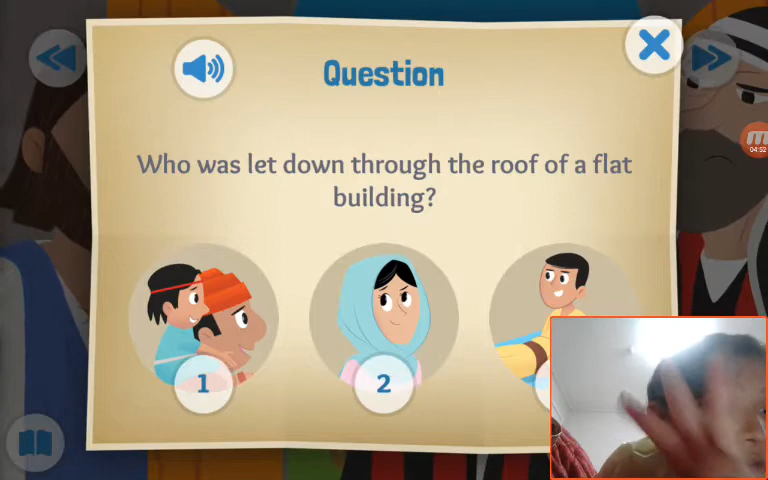 Question
Who was let down through the roof of a flat
building?
1
2
04:52